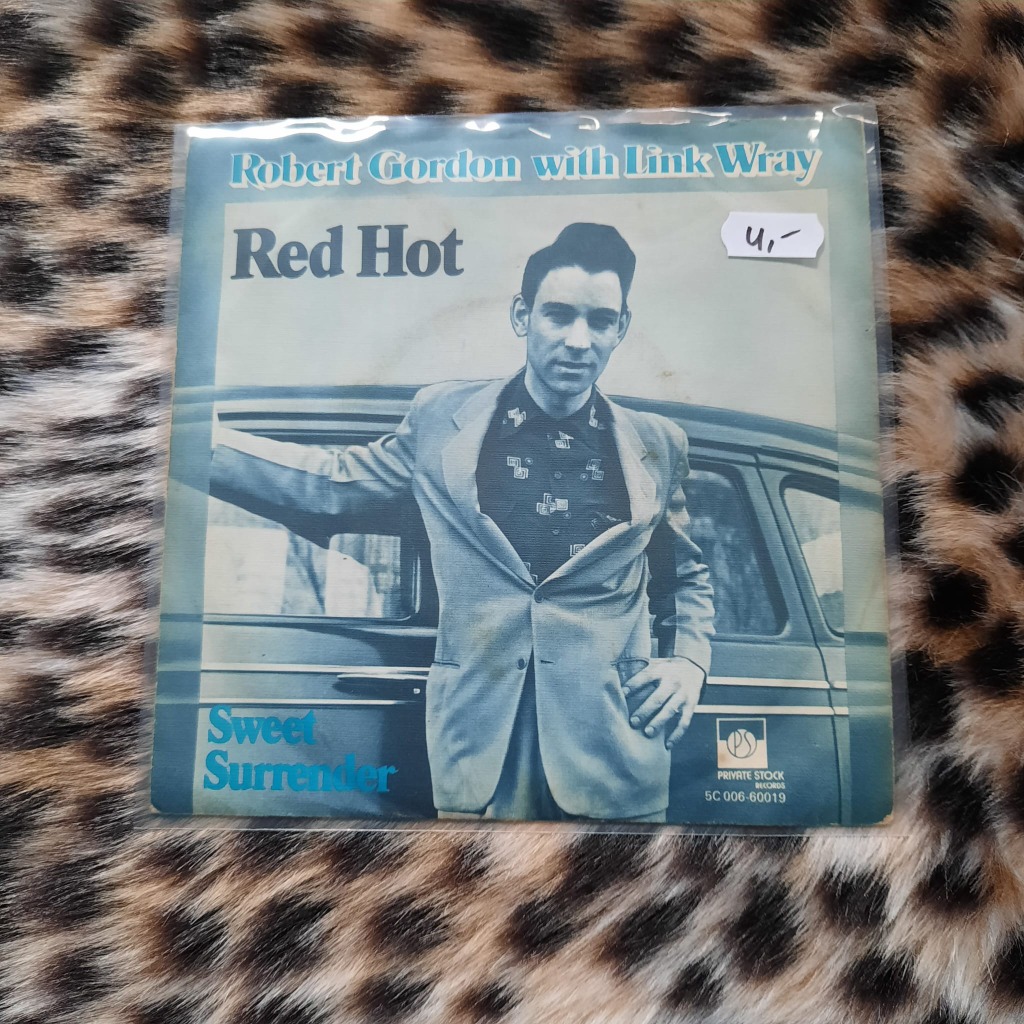 Robert Gordon with Link Wray
Red Hot
4,-
Sweet
Surrender
PS
PRIVATE STOCK
RECORDS
5C 006-60019